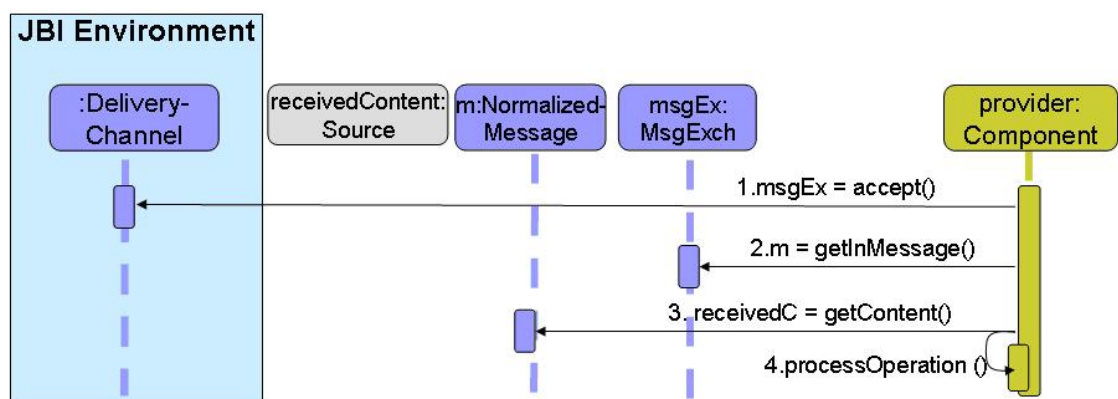 JBI Environment
:Delivery-
Channel
receivedContent:
Source
m:Normalized-
Message
msgEx:
MsgExch
provider:
Component
1.msgEx = accept()
2.m = getInMessage()
3. receivedC = getContent()
4.processOperation ()